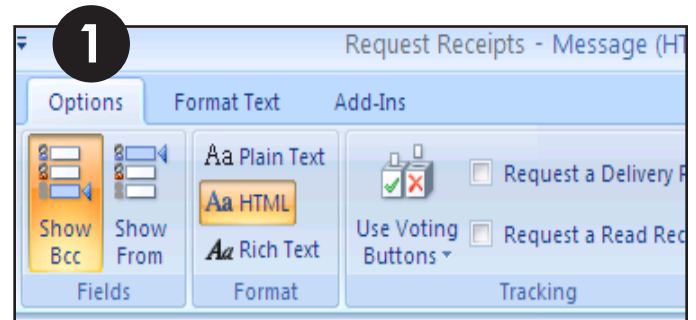 1
Request Receipts - Message (HT
Options Format Text Add-Ins
Aa Plain Text
Aa HTML
Aa Rich Text
Show Bcc
Show From
Use Voting Buttons
Request a Delivery R
Request a Read Rec
Fields Format Tracking